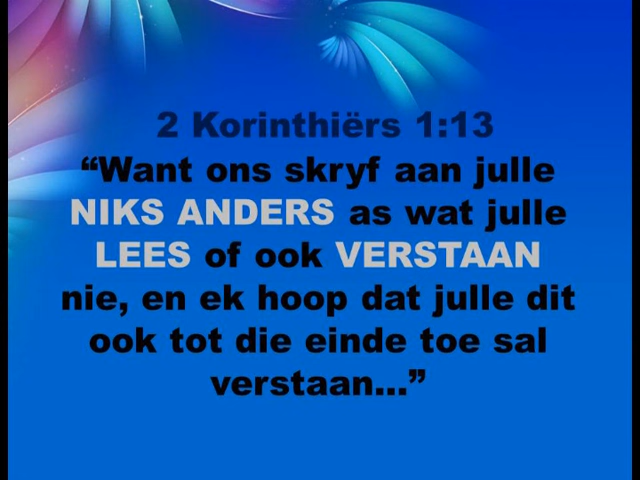 2 Korinthiërs 1:13
“Want ons skryf aan julle
NIKS ANDERS as wat julle
LEES of ook VERSTAAN
nie, en ek hoop dat julle dit
ook tot die einde toe sal
verstaan…”